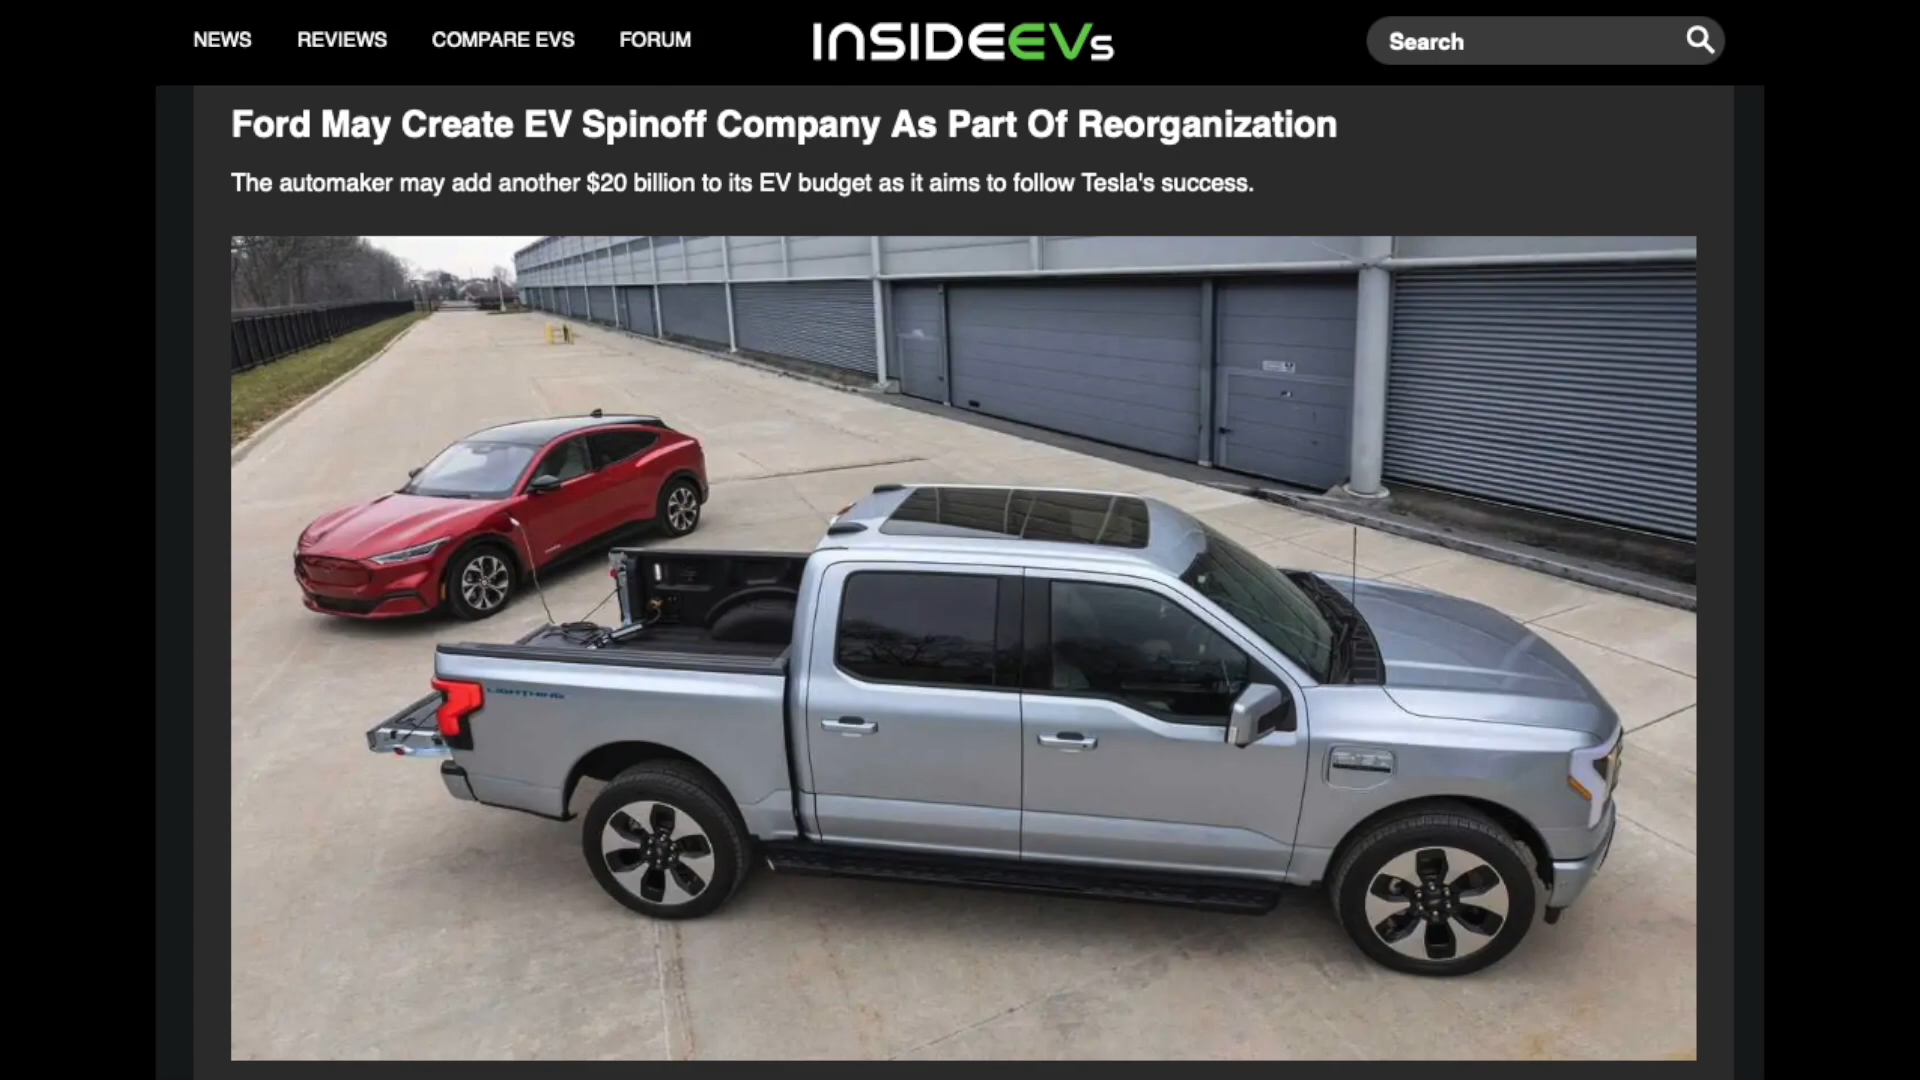 NEWS REVIEWS COMPARE EVS FORUM INSIDEEVs Search
Ford May Create EV Spinoff Company As Part Of Reorganization
The automaker may add another $20 billion to its EV budget as it aims to follow Tesla's success.
LIGHTNING